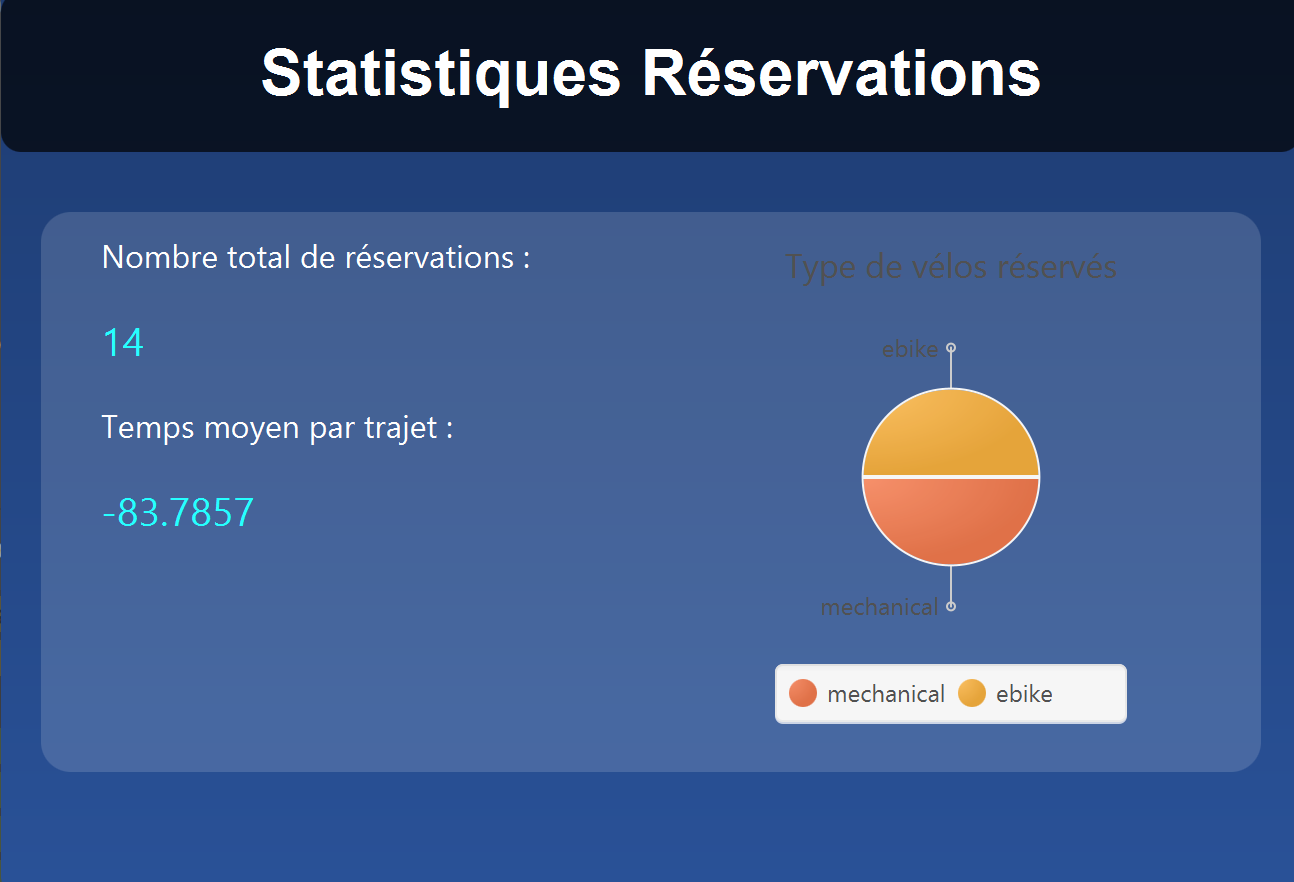 Statistiques Réservations
Nombre total de réservations :
14
Temps moyen par trajet :
-83.7857
Type de vélos réservés
ebike
mechanical
mechanical ebike